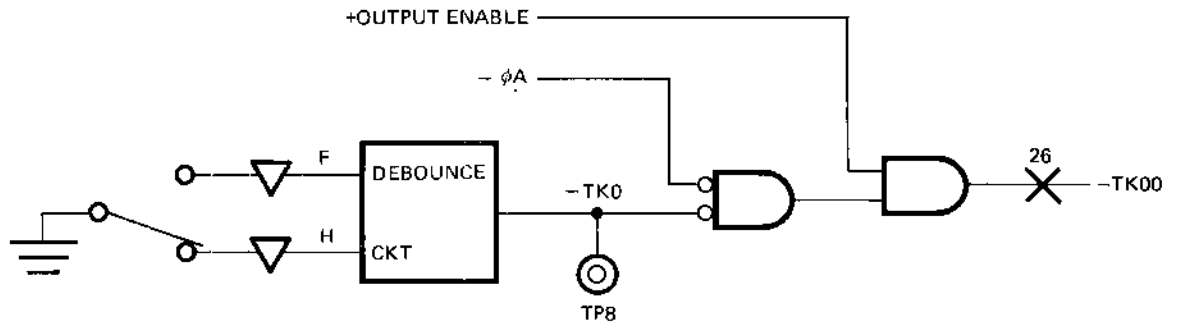 +OUTPUT ENABLE
– ϕA
F
DEBOUNCE
–TK0
26
–TK00
H
CKT
TP8